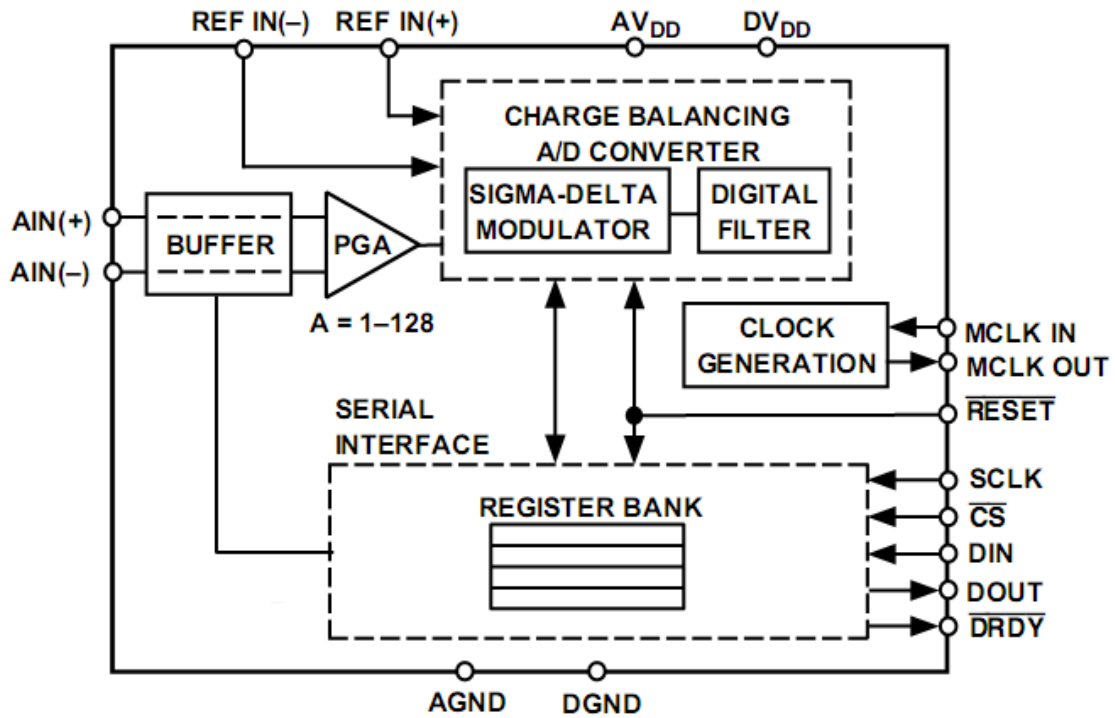 REF IN(–) REF IN(+) AVDD DVDD
CHARGE BALANCING
A/D CONVERTER
SIGMA-DELTA
MODULATOR
DIGITAL
FILTER
AIN(+)
AIN(–)
BUFFER
PGA
A = 1–128
CLOCK
GENERATION
MCLK IN
MCLK OUT
RESET
SERIAL
INTERFACE
REGISTER BANK
SCLK
CS
DIN
DOUT
DRDY
AGND DGND